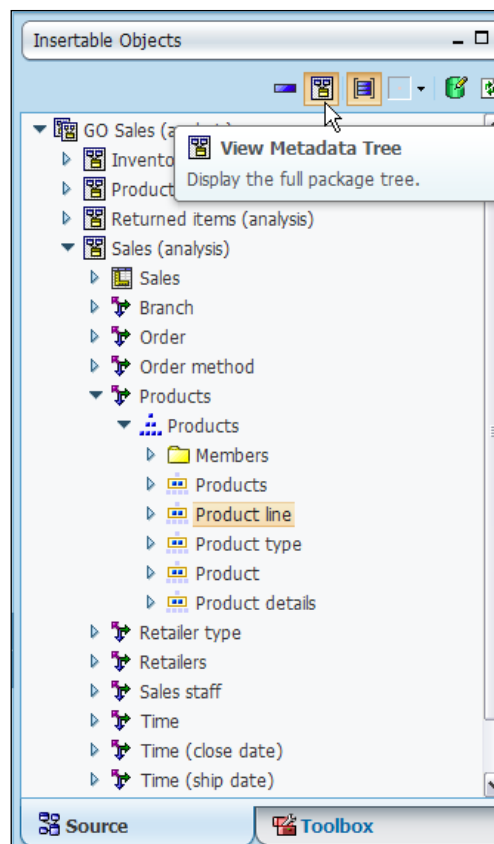 Insertable Objects
GO Sales (
View Metadata Tree
Display the full package tree.
Returned items (analysis)
Sales (analysis)
Sales
Branch
Order
Order method
Products
Products
Members
Products
Product line
Product type
Product
Product details
Retailer type
Retailers
Sales staff
Time
Time (close date)
Time (ship date)
Source
Toolbox